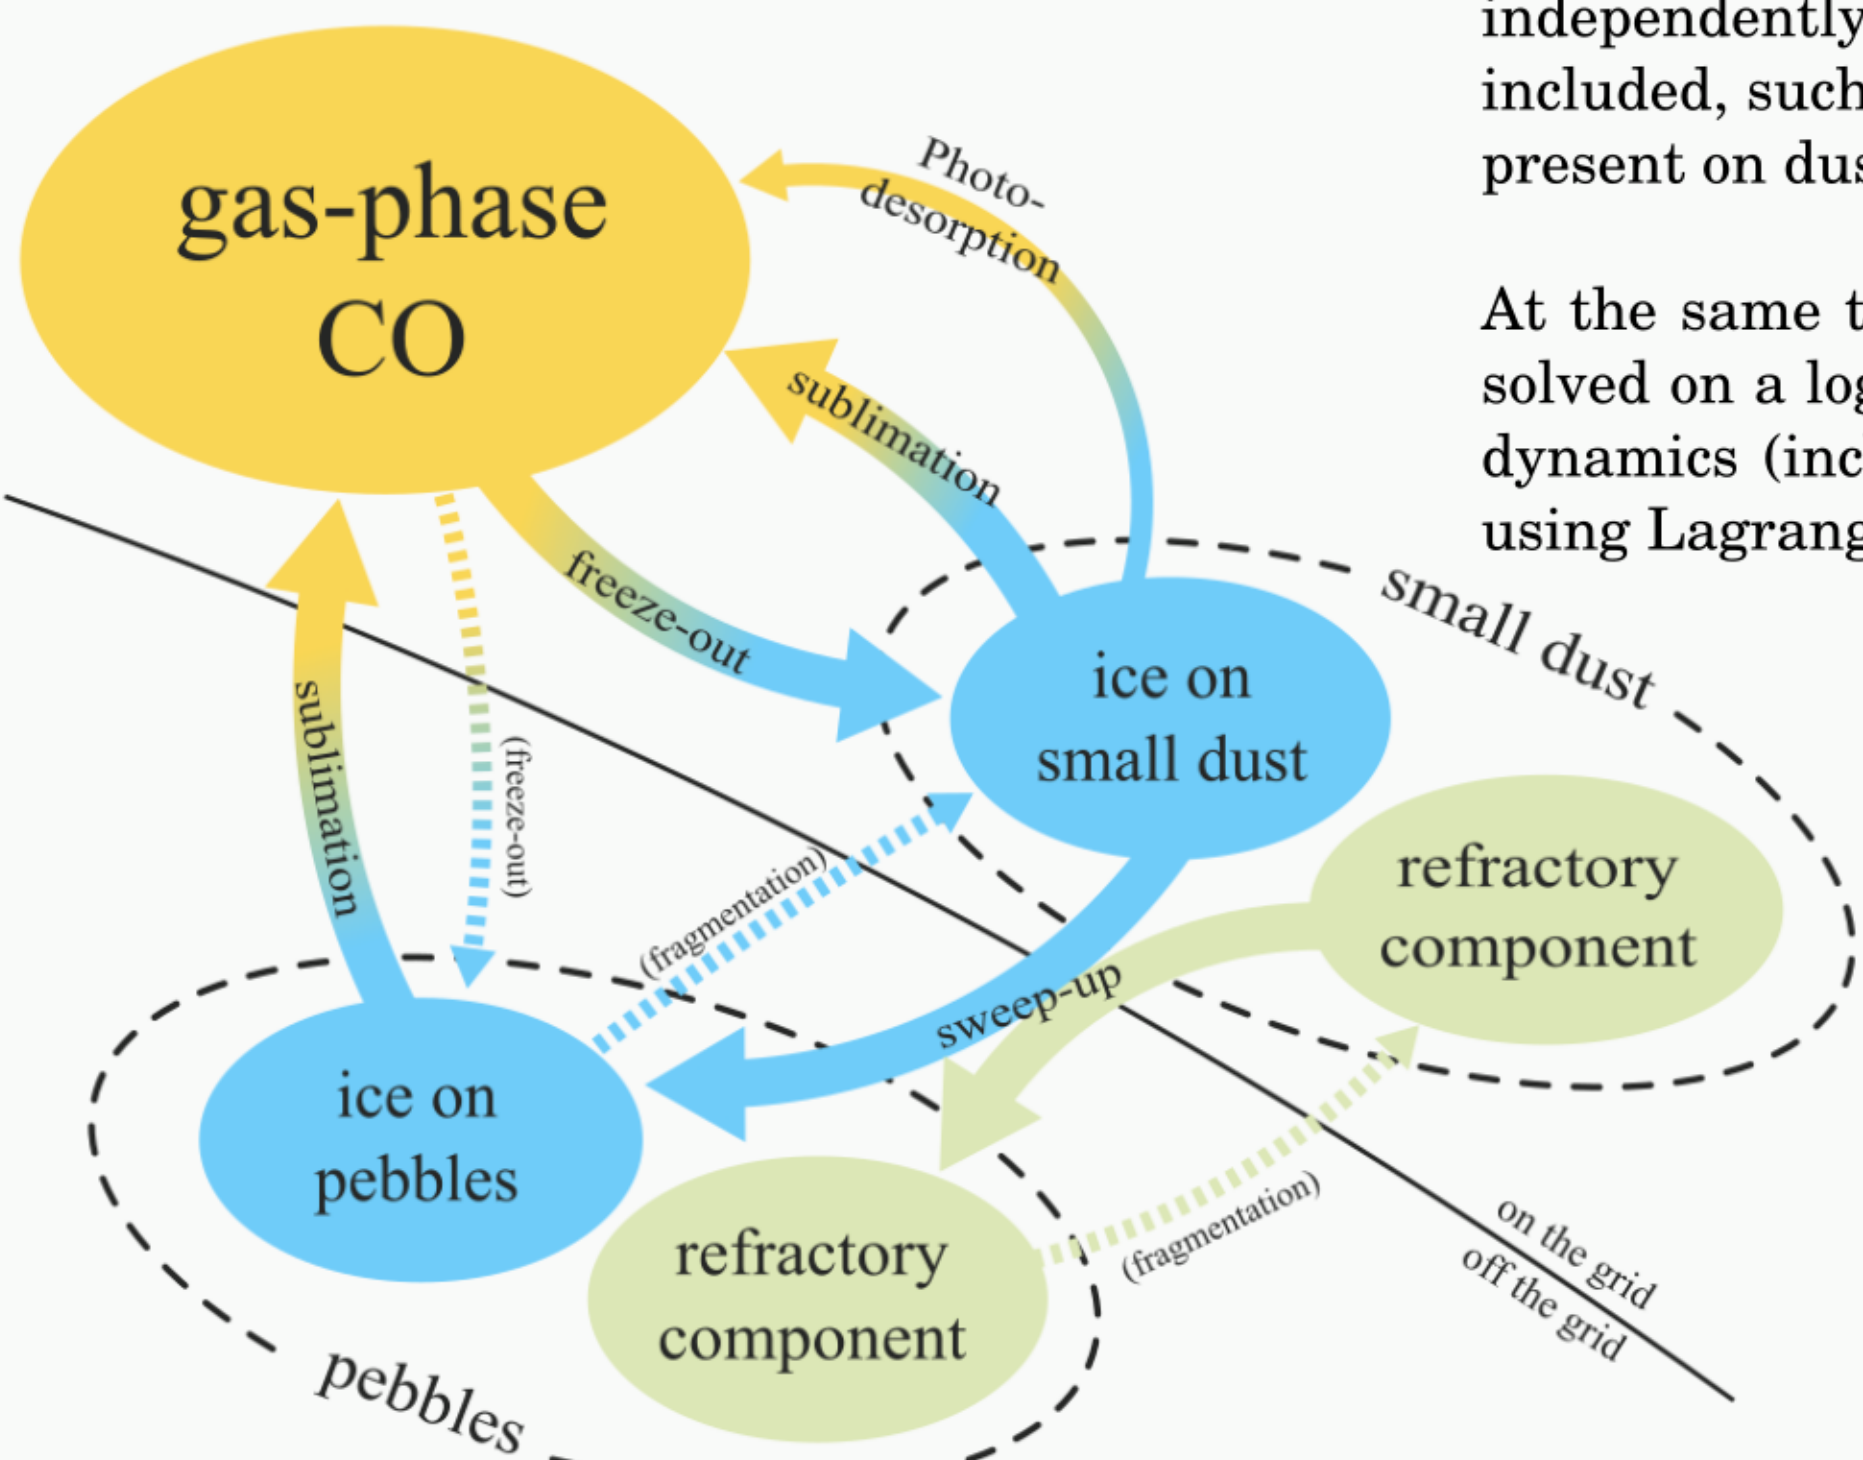 gas-phase
CO
Photo-
desorption
sublimation
freeze-out
sublimation
(freeze-out)
ice on
small dust
small dust
refractory
component
(fragmentation)
sweep-up
ice on
pebbles
refractory
component
(fragmentation)
pebbles
on the grid
off the grid
independently
included, such
present on dus
At the same t
solved on a log
dynamics (inc
using Lagrang